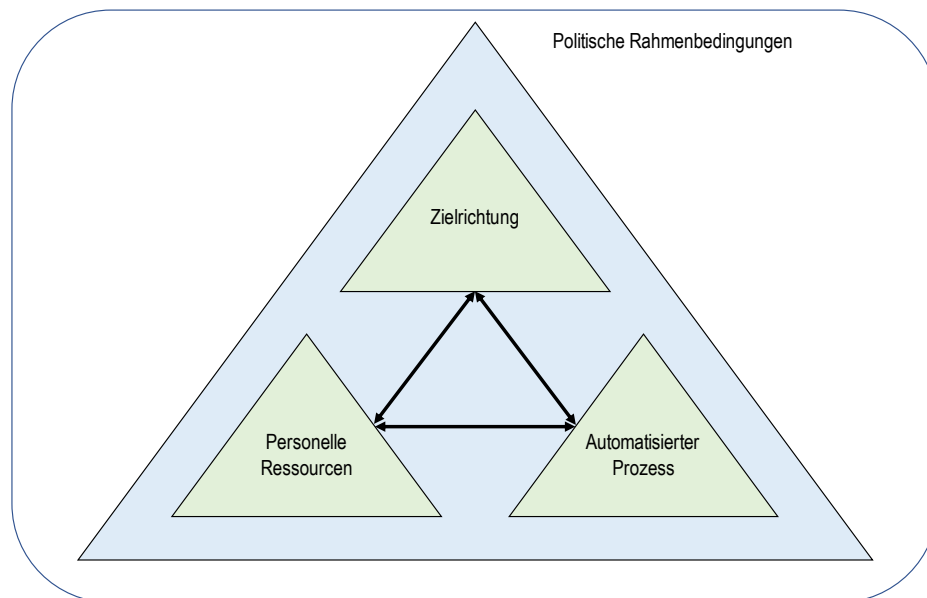 Politische Rahmenbedingungen
Zielrichtung
Personelle
Ressourcen
Automatisierter
Prozess